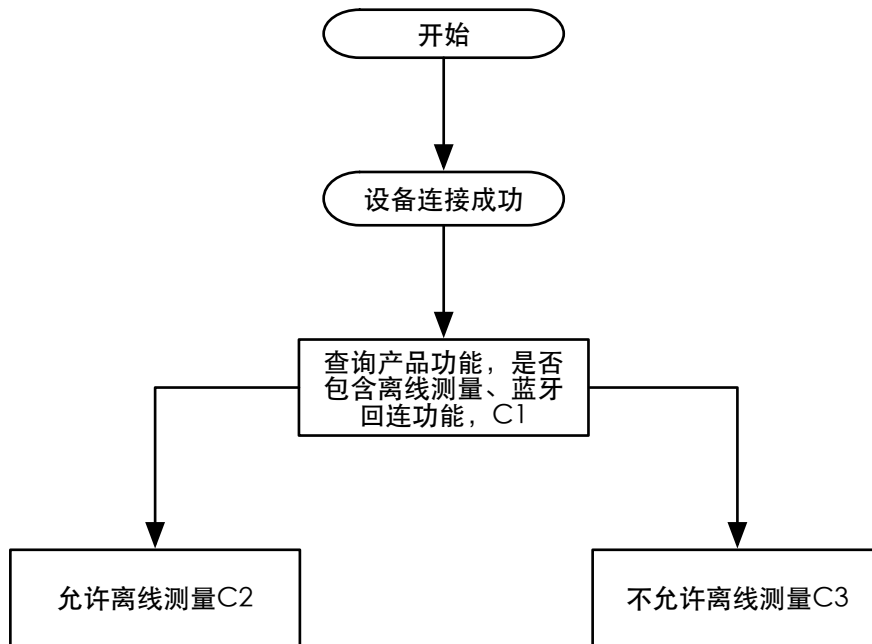 开始
设备连接成功
查询产品功能，是否
包含离线测量、蓝牙
回连功能，C1
允许离线测量C2
不允许离线测量C3